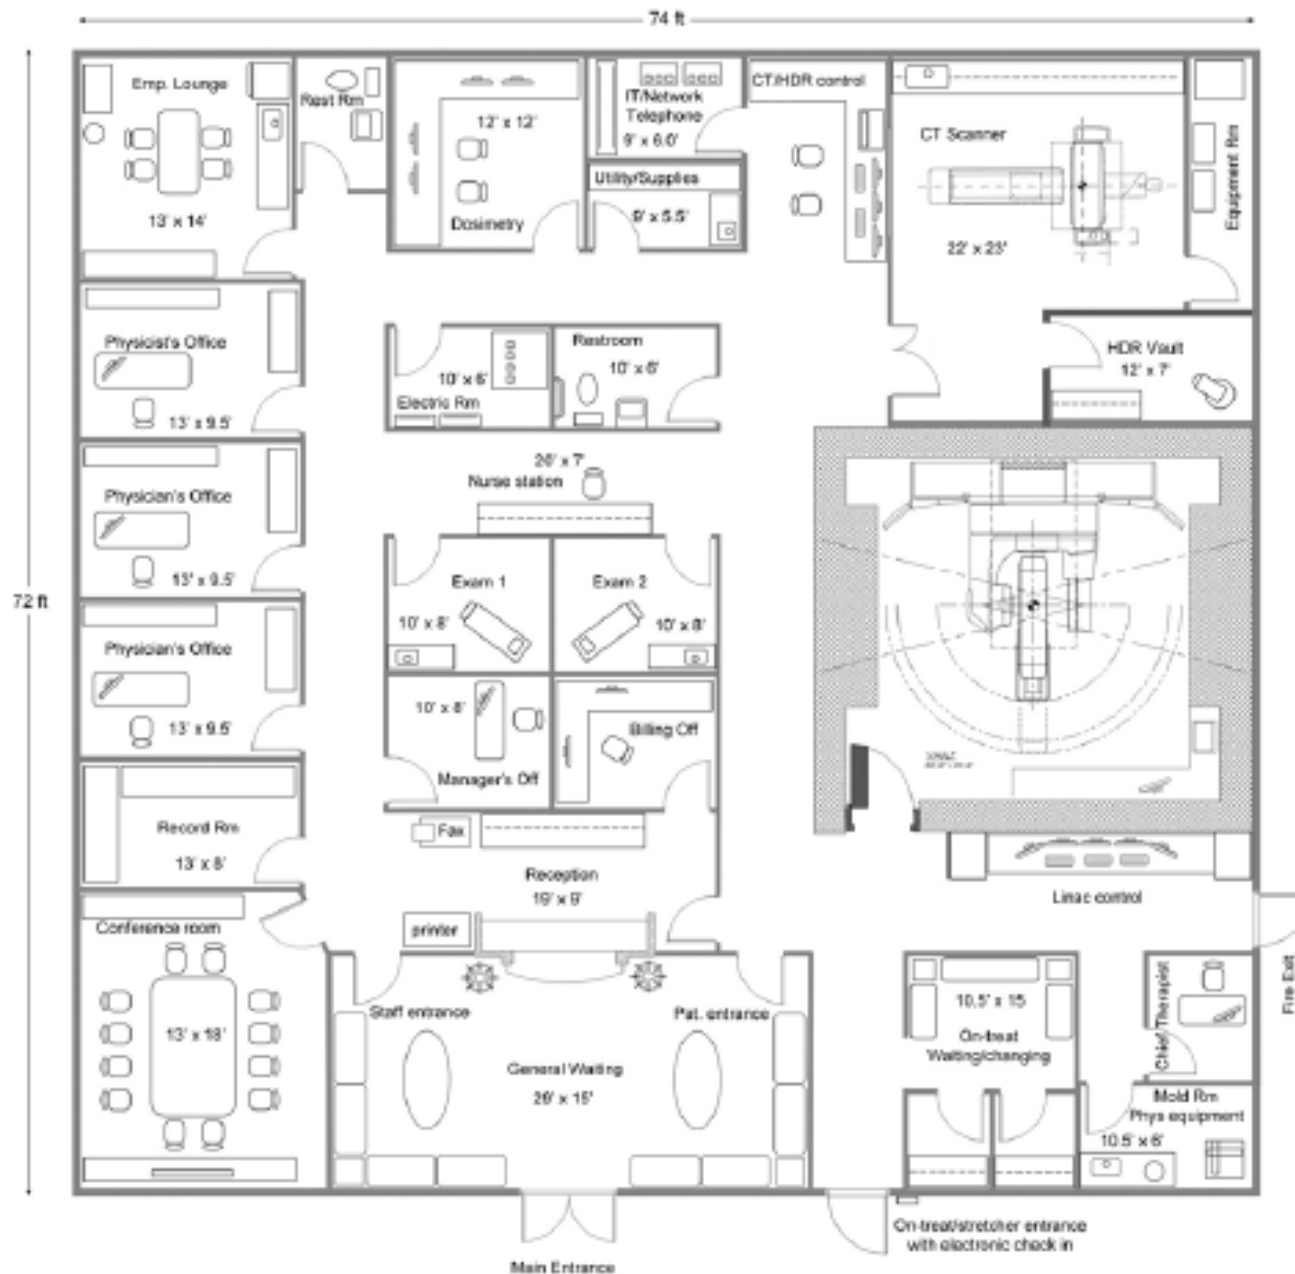 74 ft
72 ft
Emp. Lounge
13' x 14'
Rest Rm
12' x 12'
Dosimetry
IT/Network
Telephone
9' x 6.0'
Utility/Supplies
9' x 5.5'
CT/HDR control
CT Scanner
22' x 23'
Equipment Rm
Physicist's Office
13' x 9.5'
10' x 6'
Electric Rm
Restroom
10' x 6'
HDR Vault
12' x 7'
Physician's Office
13' x 9.5'
20' x 7'
Nurse station
Exam 1
10' x 8'
Exam 2
10' x 8'
Physician's Office
13' x 9.5'
10' x 8'
Manager's Off
Billing Off
Record Rm
13' x 8'
Fax
Reception
19' x 9'
printer
Linac control
Fire Exit
Conference room
13' x 18'
Staff entrance
Pat. entrance
General Waiting
28' x 15'
10.5' x 15
On-treat
Waiting/changing
Chief Therapist
Mold Rm
Phys equipment
10.5' x 6'
On-treat/stretcher entrance
with electronic check in
Main Entrance